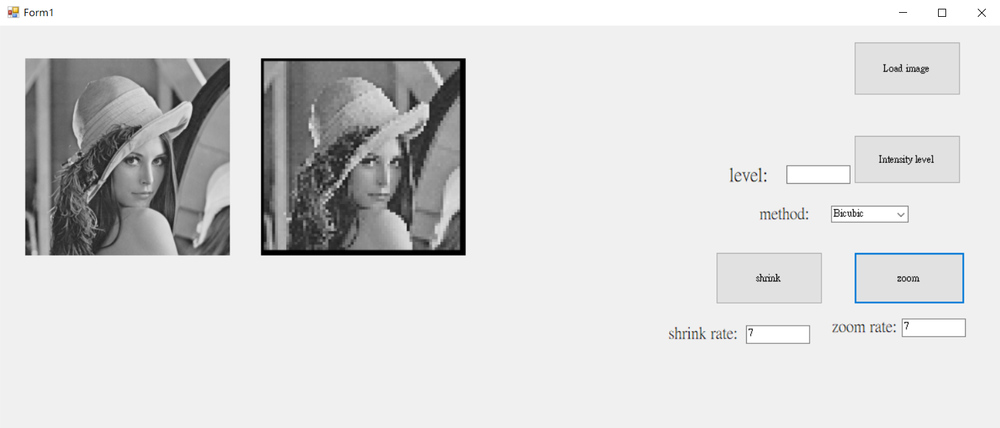 Form1
Load image
Intensity level
level:
method:
Bicubic
shrink
zoom
shrink rate:
7
zoom rate:
7